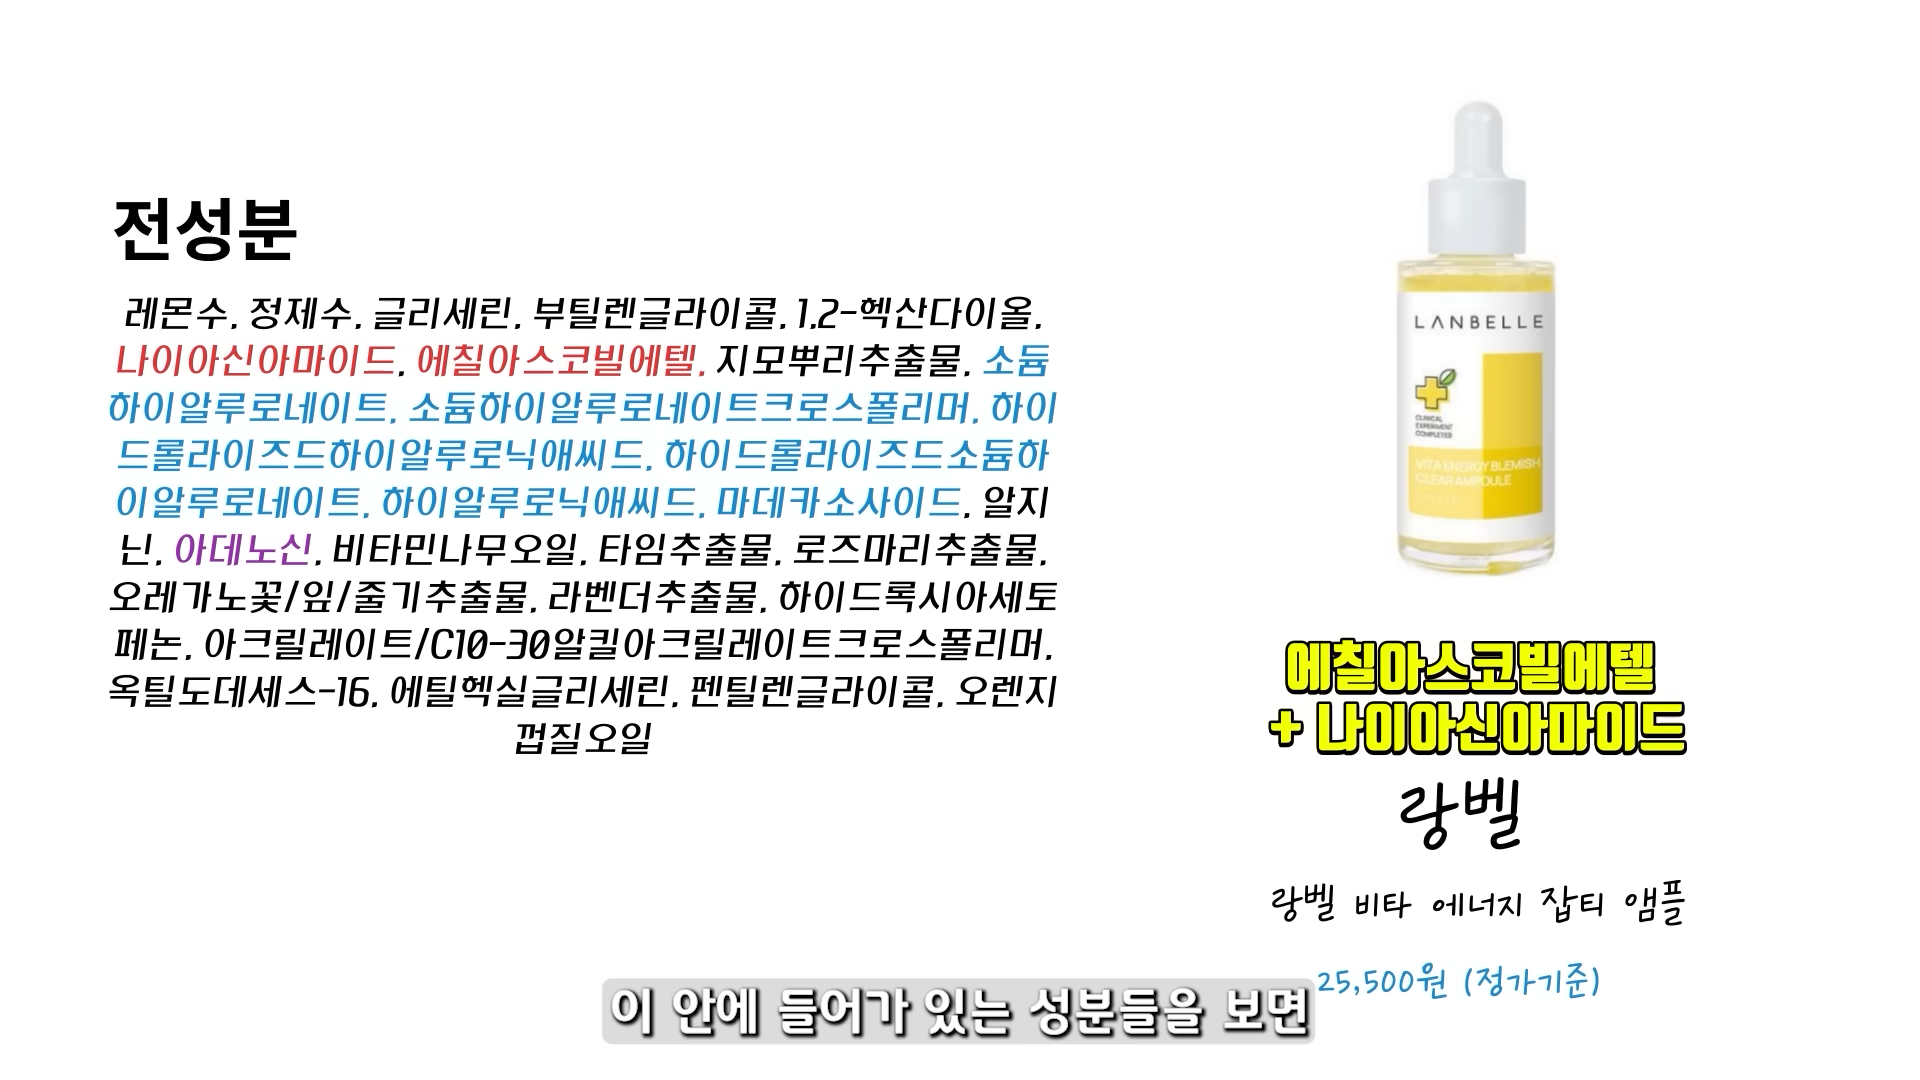 전성분
레몬수, 정제수, 글리세린, 부틸렌글라이콜, 1,2-헥산다이올,
나이아신아마이드, 에칠아스코빌에텔, 지모뿌리추출물, 소듐
하이알루로네이트, 소듐하이알루로네이트크로스폴리머, 하이
드롤라이즈드하이알루로닉애씨드, 하이드롤라이즈드소듐하
이알루로네이트, 하이알루로닉애씨드, 마데카소사이드, 알지
닌, 아데노신, 비타민나무오일, 타임추출물, 로즈마리추출물,
오레가노꽃/잎/줄기추출물, 라벤더추출물, 하이드록시아세토
페논, 아크릴레이트/C10-30알킬아크릴레이트크로스폴리머,
옥틸도데세스-16, 에틸헥실글리세린, 펜틸렌글라이콜, 오렌지
껍질오일
LANBELLE
CLINICAL
EXPERIMENT
COMPLETED
VITA ENERGY BLEMISH
CLEAR AMPOULE
에칠아스코빌에텔
+ 나이아신아마이드
랑벨
랑벨 비타 에너지 잡티 앰플
25,500원 (정가기준)
이 안에 들어가 있는 성분들을 보면